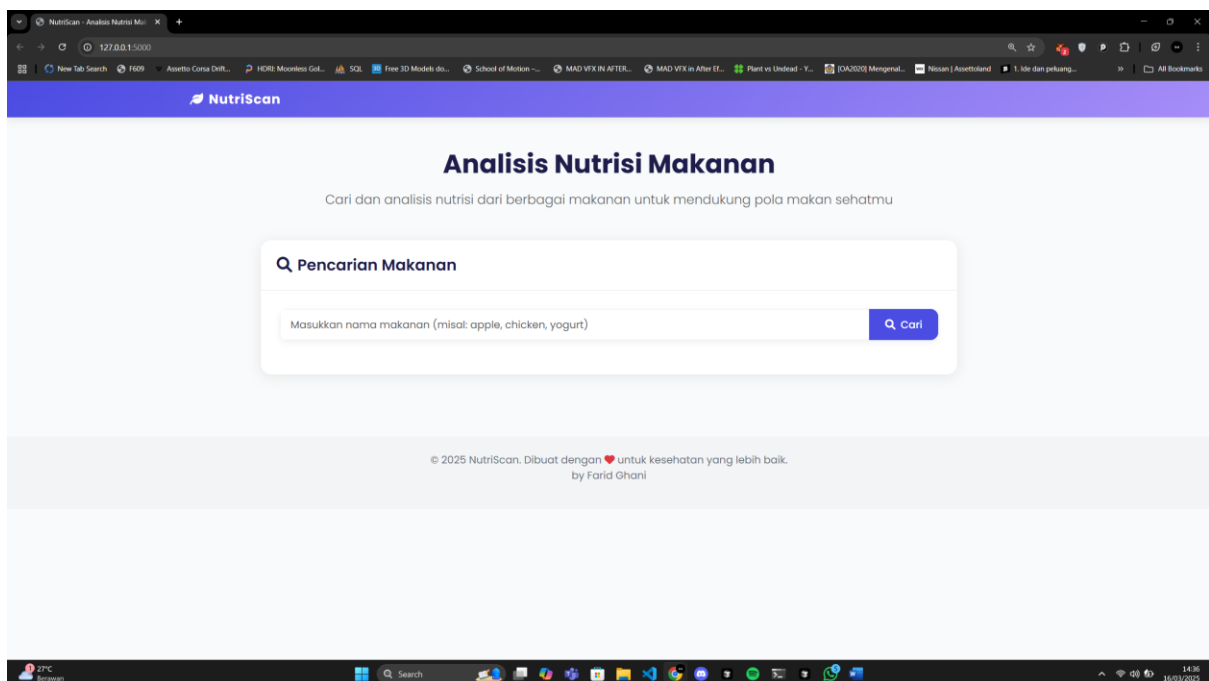 NutriScan - Analisis Nutrisi Mak
127.0.0.1:5000
New Tab Search F609 Assetto Corsa Drift... HDRI: Moonless Gol... SQL Free 3D Models do... School of Motion -... MAD VFX IN AFTER... MAD VFX in After Ef... Plant vs Undead - Y... [OA2020] Mengenal... Nissan | Assettoland 1. Ide dan peluang... » All Bookmarks
NutriScan
Analisis Nutrisi Makanan
Cari dan analisis nutrisi dari berbagai makanan untuk mendukung pola makan sehatmu
Pencarian Makanan
Masukkan nama makanan (misal: apple, chicken, yogurt) Cari
© 2025 NutriScan. Dibuat dengan ❤ untuk kesehatan yang lebih baik.
by Farid Ghani
27°C
Berawan
Search
14:36
16/03/2025